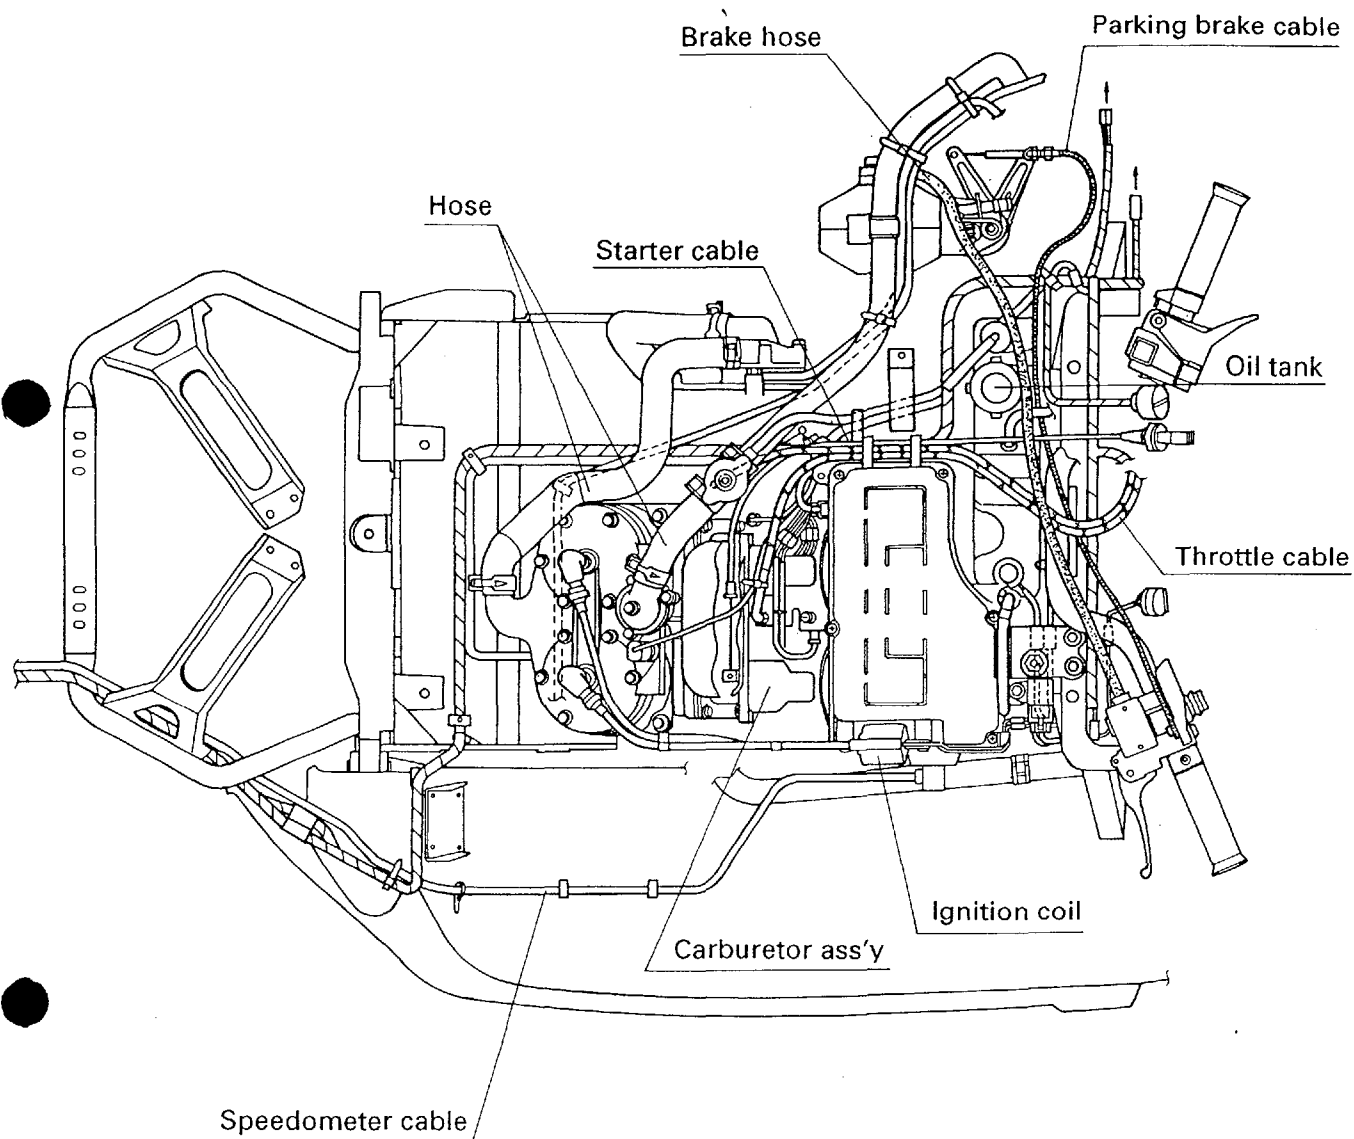 Parking brake cable
Brake hose
Hose
Starter cable
Oil tank
Throttle cable
Ignition coil
Carburetor ass'y
Speedometer cable